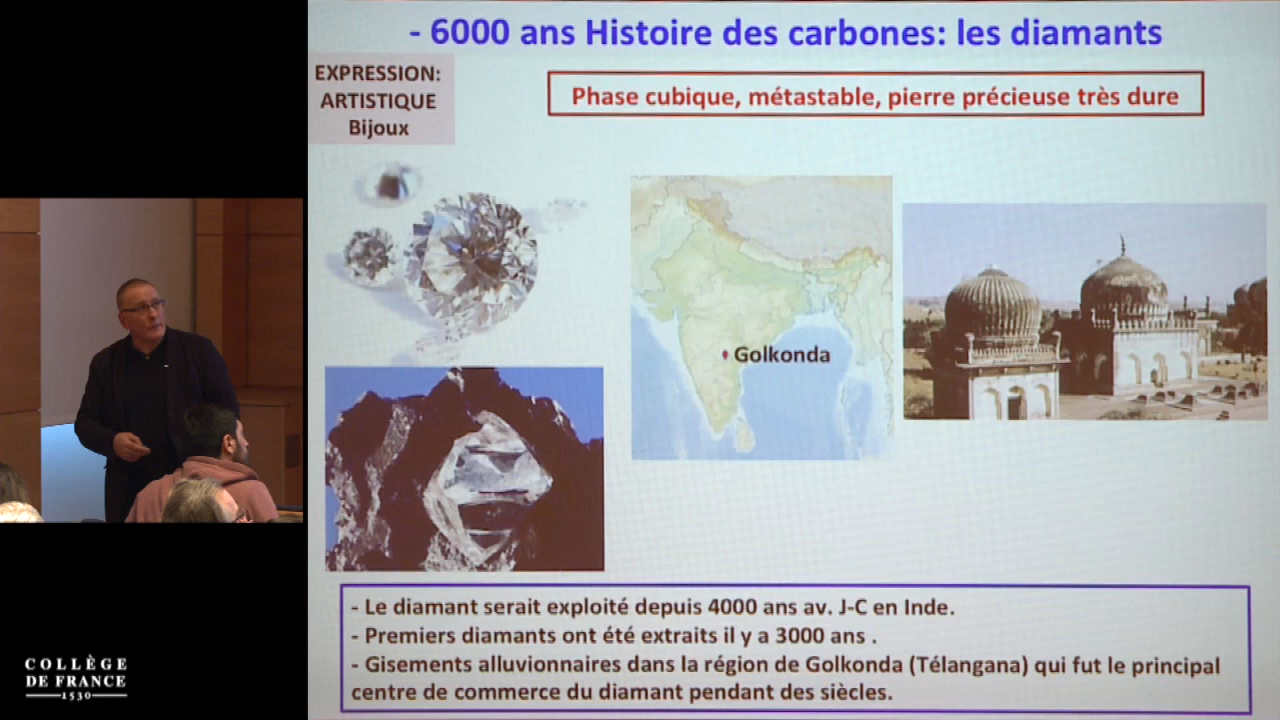 - 6000 ans Histoire des carbones: les diamants
EXPRESSION:
ARTISTIQUE
Bijoux
Phase cubique, métastable, pierre précieuse très dure
Golkonda
- Le diamant serait exploité depuis 4000 ans av. J-C en Inde.
- Premiers diamants ont été extraits il y a 3000 ans .
- Gisements alluvionnaires dans la région de Golkonda (Télangana) qui fut le principal
centre de commerce du diamant pendant des siècles.
COLLÈGE
DE FRANCE
1530